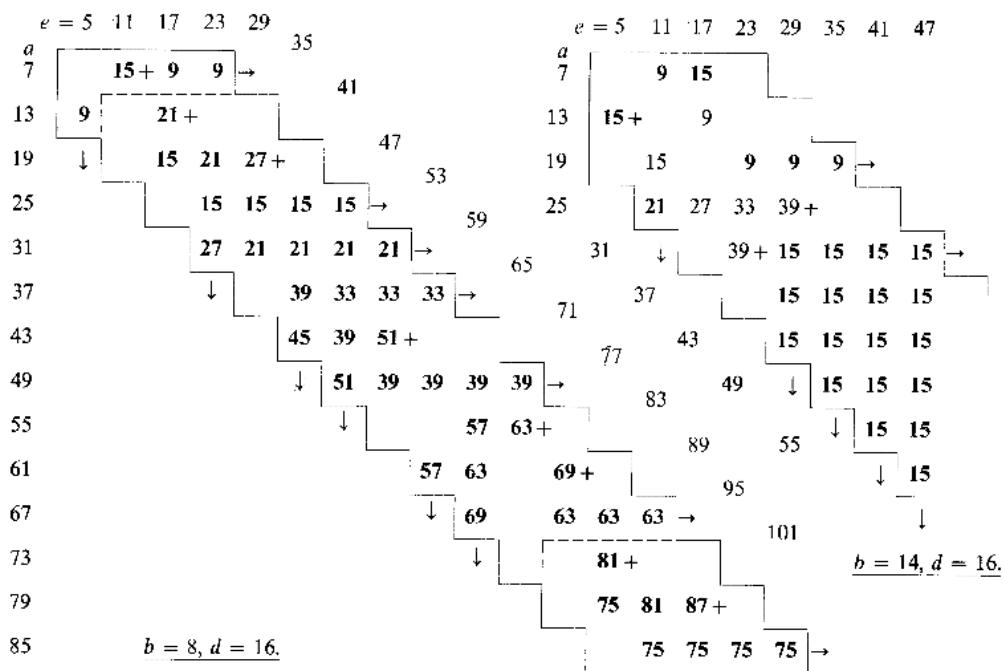 e = 5 11 17 23 29 35 e = 5 11 17 23 29 35 41 47
a a
7 15+ 9 9 → 41 7 9 15
13 9 21+ 47 13 15+ 9
19 ↓ 15 21 27+ 53 19 15 9 9 9 →
25 15 15 15 15 → 59 25 21 27 33 39+
31 27 21 21 21 21 → 65 31 ↓ 39+ 15 15 15 15 →
37 ↓ 39 33 33 33 → 71 37 15 15 15 15
43 45 39 51+ 77 43 15 15 15 15
49 ↓ 51 39 39 39 39 → 83 49 ↓ 15 15 15
55 ↓ 57 63+ 89 55 ↓ 15 15
61 57 63 69+ 95 ↓ 15
67 ↓ 69 63 63 63 → 101 ↓
73 ↓ 81+ b = 14, d = 16.
79 75 81 87+
85 b = 8, d = 16. 75 75 75 75 →